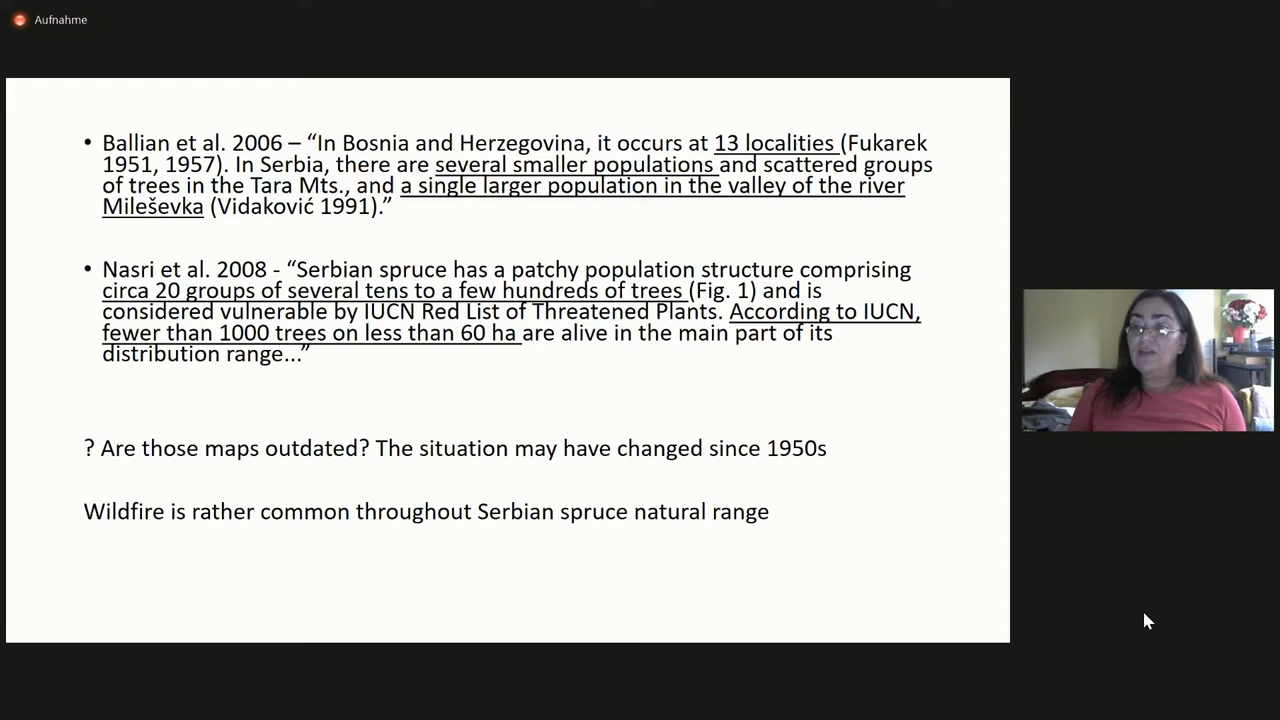 Aufnahme
• Ballian et al. 2006 – “In Bosnia and Herzegovina, it occurs at 13 localities (Fukarek
1951, 1957). In Serbia, there are several smaller populations and scattered groups
of trees in the Tara Mts., and a single larger population in the valley of the river
Mileševka (Vidaković 1991).”
• Nasri et al. 2008 - “Serbian spruce has a patchy population structure comprising
circa 20 groups of several tens to a few hundreds of trees (Fig. 1) and is
considered vulnerable by IUCN Red List of Threatened Plants. According to IUCN,
fewer than 1000 trees on less than 60 ha are alive in the main part of its
distribution range...”
? Are those maps outdated? The situation may have changed since 1950s
Wildfire is rather common throughout Serbian spruce natural range